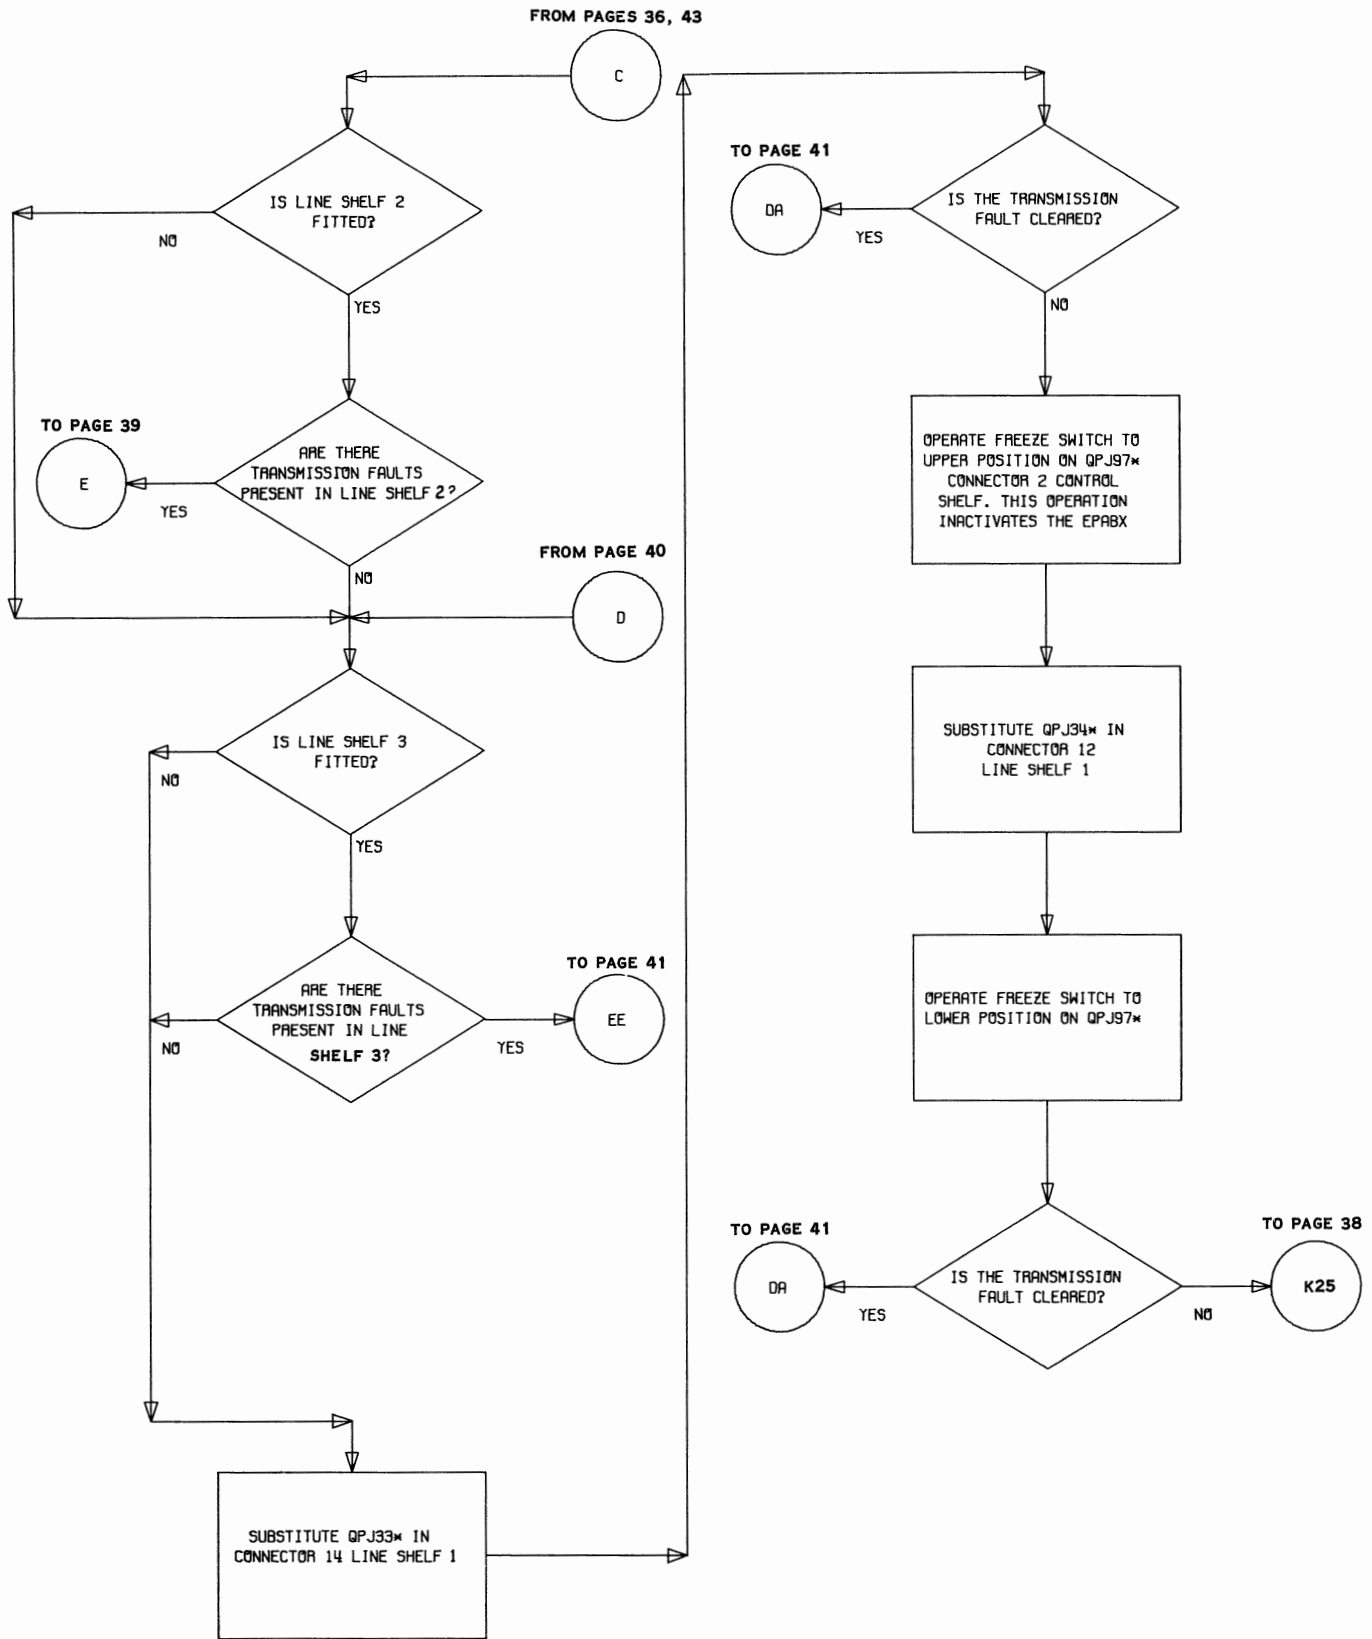 FROM PAGES 36, 43
C
IS LINE SHELF 2
FITTED?
NO
YES
TO PAGE 39
E
YES
ARE THERE
TRANSMISSION FAULTS
PRESENT IN LINE SHELF 2?
NO
FROM PAGE 40
D
IS LINE SHELF 3
FITTED?
NO
YES
ARE THERE
TRANSMISSION FAULTS
PRESENT IN LINE
SHELF 3?
NO
YES
TO PAGE 41
EE
SUBSTITUTE QPJ33* IN
CONNECTOR 14 LINE SHELF 1
TO PAGE 41
DA
YES
IS THE TRANSMISSION
FAULT CLEARED?
NO
OPERATE FREEZE SWITCH TO
UPPER POSITION ON QPJ97*
CONNECTOR 2 CONTROL
SHELF. THIS OPERATION
INACTIVATES THE EPABX
SUBSTITUTE QPJ34* IN
CONNECTOR 12
LINE SHELF 1
OPERATE FREEZE SWITCH TO
LOWER POSITION ON QPJ97*
TO PAGE 41
DA
YES
IS THE TRANSMISSION
FAULT CLEARED?
NO
TO PAGE 38
K25